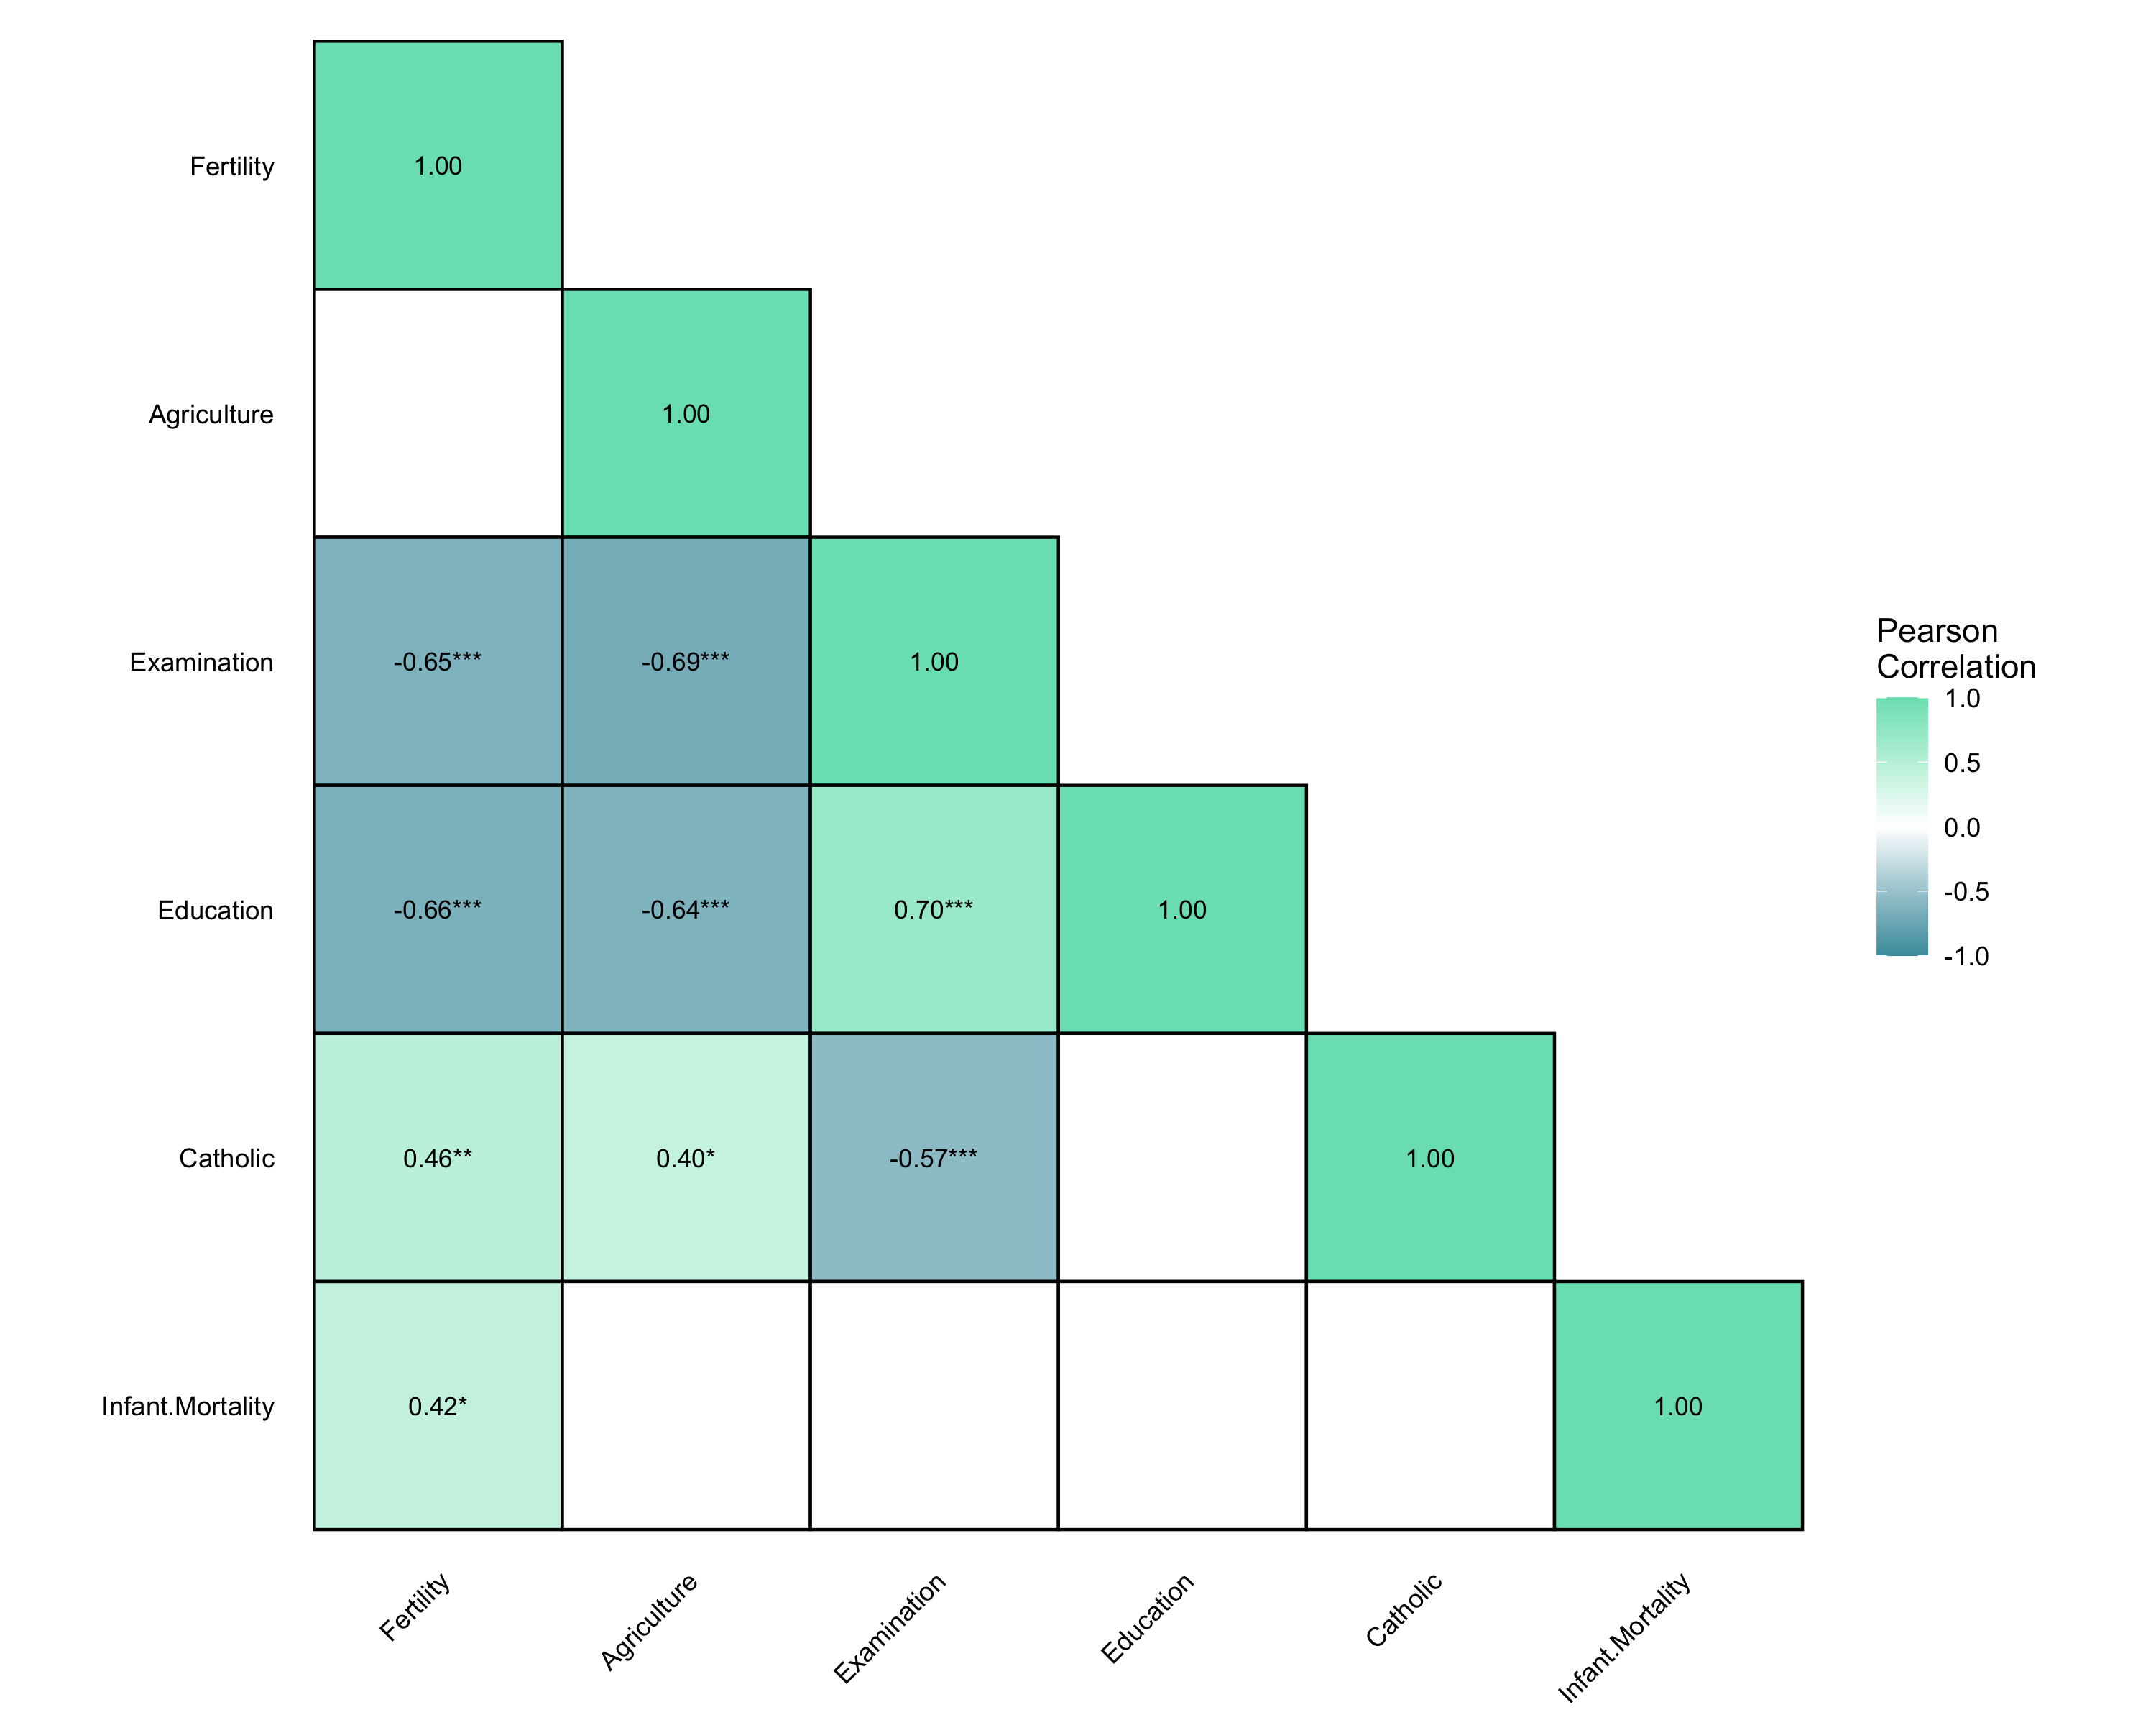 Fertility
1.00
Agriculture
1.00
Examination
-0.65***
-0.69***
1.00
Education
-0.66***
-0.64***
0.70***
1.00
Catholic
0.46**
0.40*
-0.57***
1.00
Infant.Mortality
0.42*
1.00
Fertility
Agriculture
Examination
Education
Catholic
Infant.Mortality
Pearson
Correlation
1.0
0.5
0.0
-0.5
-1.0